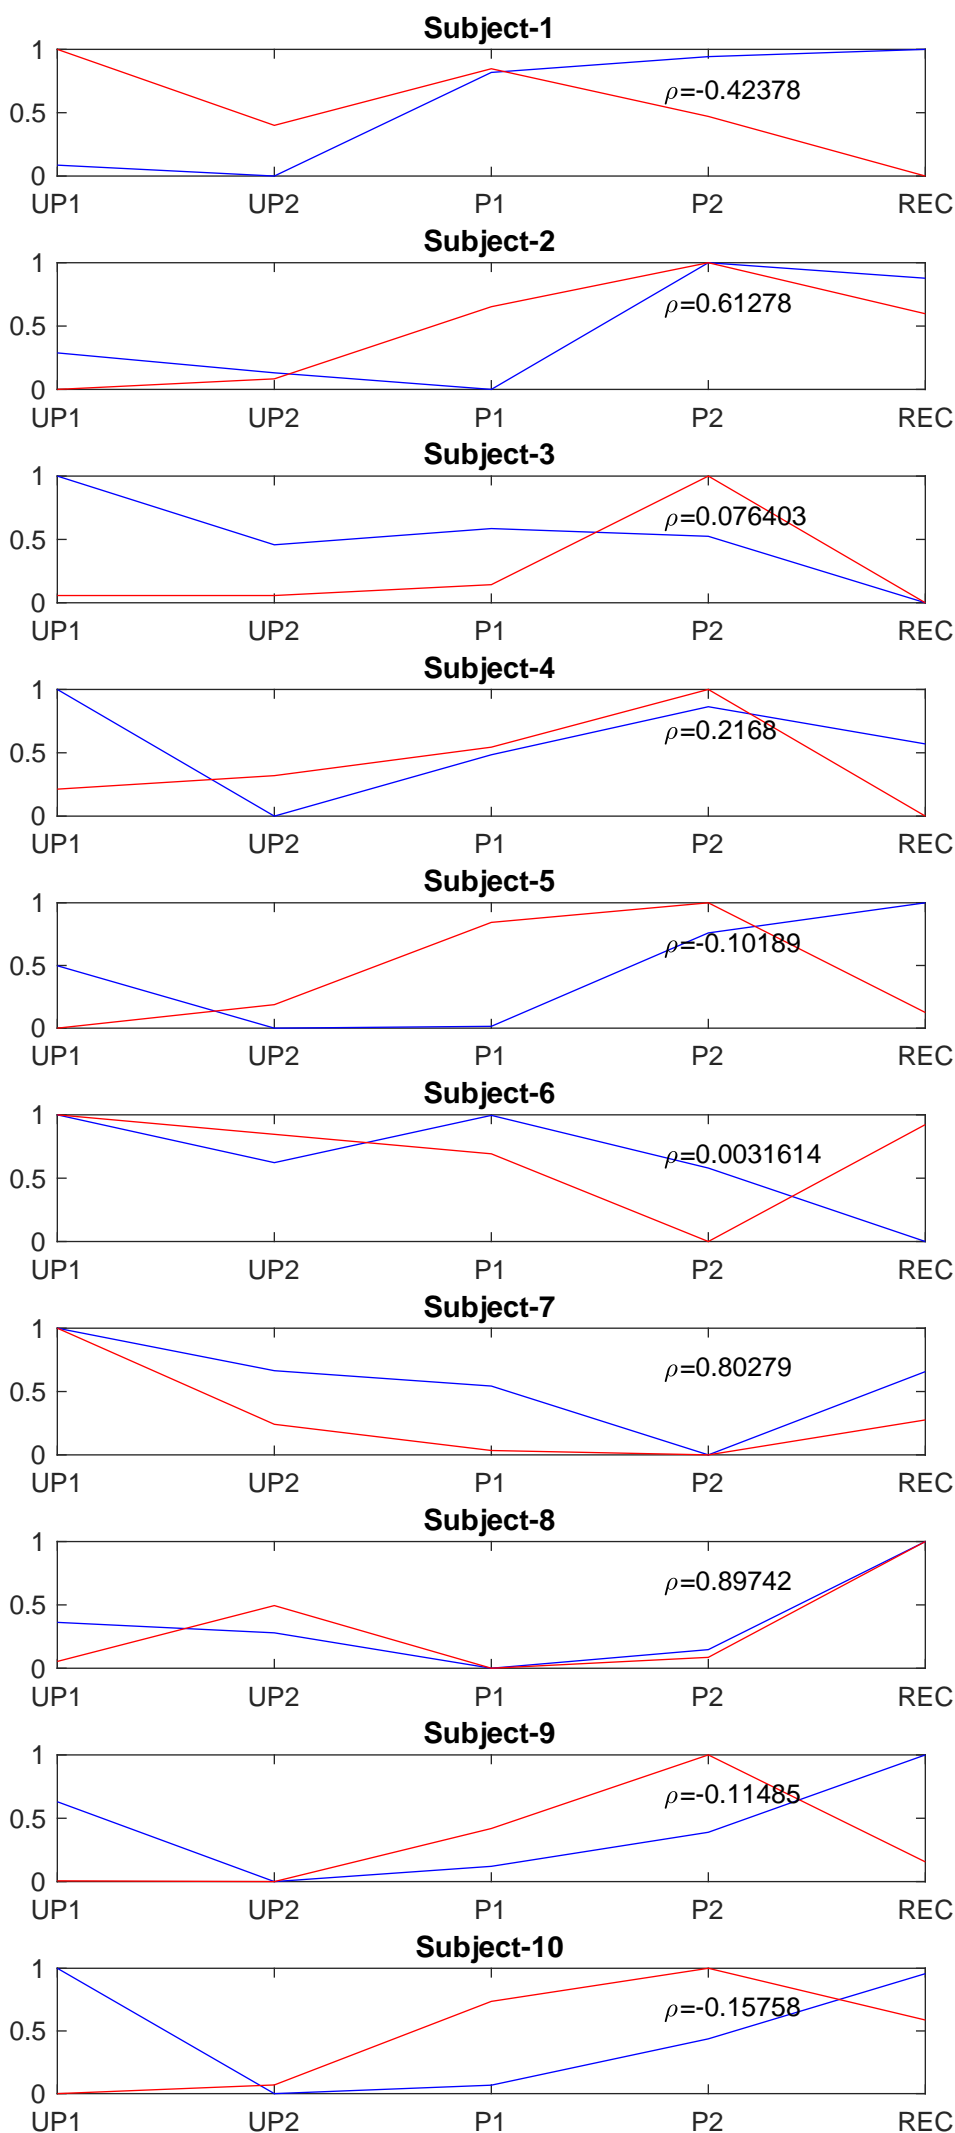 Subject-1
1
ρ=-0.42378
0.5
0
UP1 UP2 P1 P2 REC
Subject-2
1
ρ=0.61278
0.5
0
UP1 UP2 P1 P2 REC
Subject-3
1
ρ=0.076403
0.5
0
UP1 UP2 P1 P2 REC
Subject-4
1
ρ=0.2168
0.5
0
UP1 UP2 P1 P2 REC
Subject-5
1
ρ=-0.10189
0.5
0
UP1 UP2 P1 P2 REC
Subject-6
1
ρ=0.0031614
0.5
0
UP1 UP2 P1 P2 REC
Subject-7
1
ρ=0.80279
0.5
0
UP1 UP2 P1 P2 REC
Subject-8
1
ρ=0.89742
0.5
0
UP1 UP2 P1 P2 REC
Subject-9
1
ρ=-0.11485
0.5
0
UP1 UP2 P1 P2 REC
Subject-10
1
ρ=-0.15758
0.5
0
UP1 UP2 P1 P2 REC